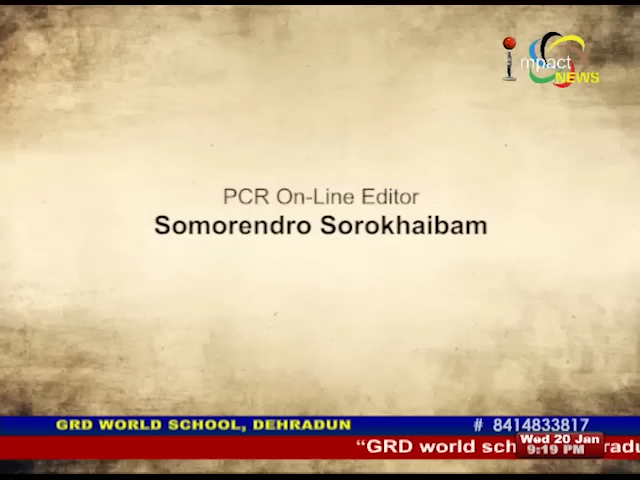 impact
NEWS
PCR On-Line Editor
Somorendro Sorokhaibam
GRD WORLD SCHOOL, DEHRADUN # 8414833817
“GRD world
Wed 20 Jan
9:19 PM